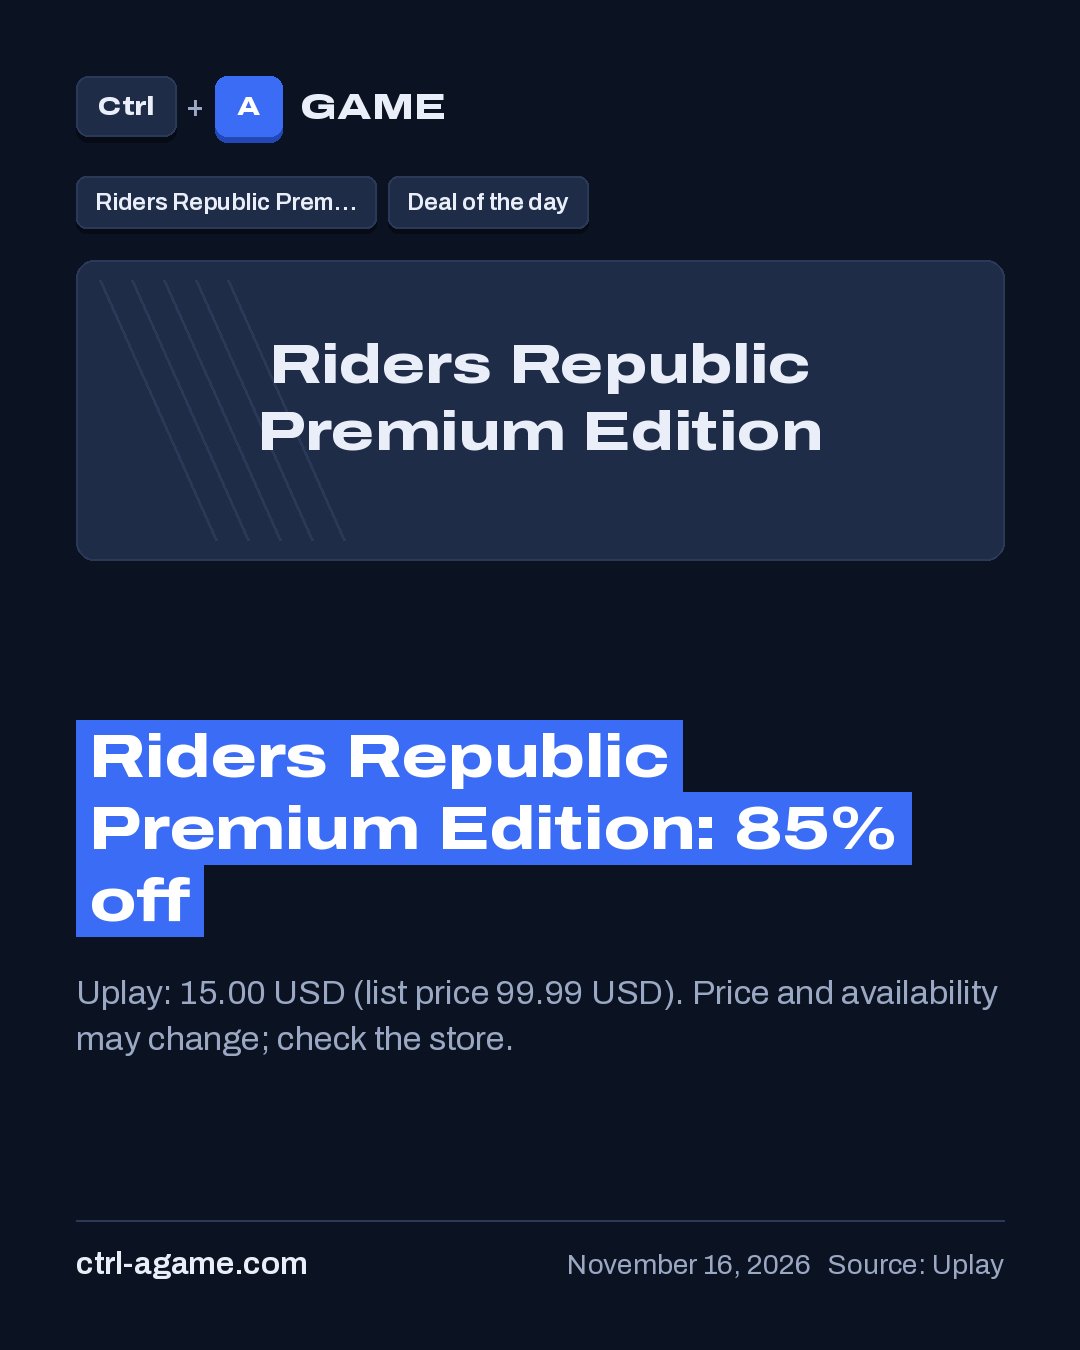 Ctrl + A GAME
Riders Republic Prem... Deal of the day
Riders Republic
Premium Edition
Riders Republic
Premium Edition: 85%
off
Uplay: 15.00 USD (list price 99.99 USD). Price and availability
may change; check the store.
ctrl-agame.com November 16, 2026 Source: Uplay